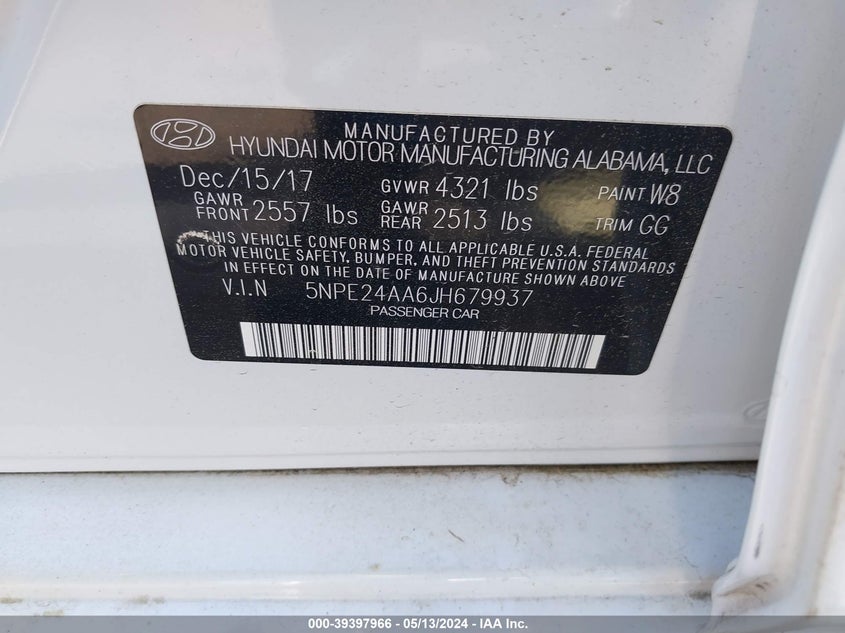 MANUFACTURED BY
HYUNDAI MOTOR MANUFACTURING ALABAMA, LLC
Dec/15/17 GVWR 4321 lbs PAINT W8
GAWR FRONT 2557 lbs GAWR REAR 2513 lbs TRIM GG
THIS VEHICLE CONFORMS TO ALL APPLICABLE U.S.A. FEDERAL
MOTOR VEHICLE SAFETY, BUMPER, AND THEFT PREVENTION STANDARDS
IN EFFECT ON THE DATE OF MANUFACTURE SHOWN ABOVE
V.I.N 5NPE24AA6JH679937
PASSENGER CAR
000-39397966 - 05/13/2024 - IAA Inc.